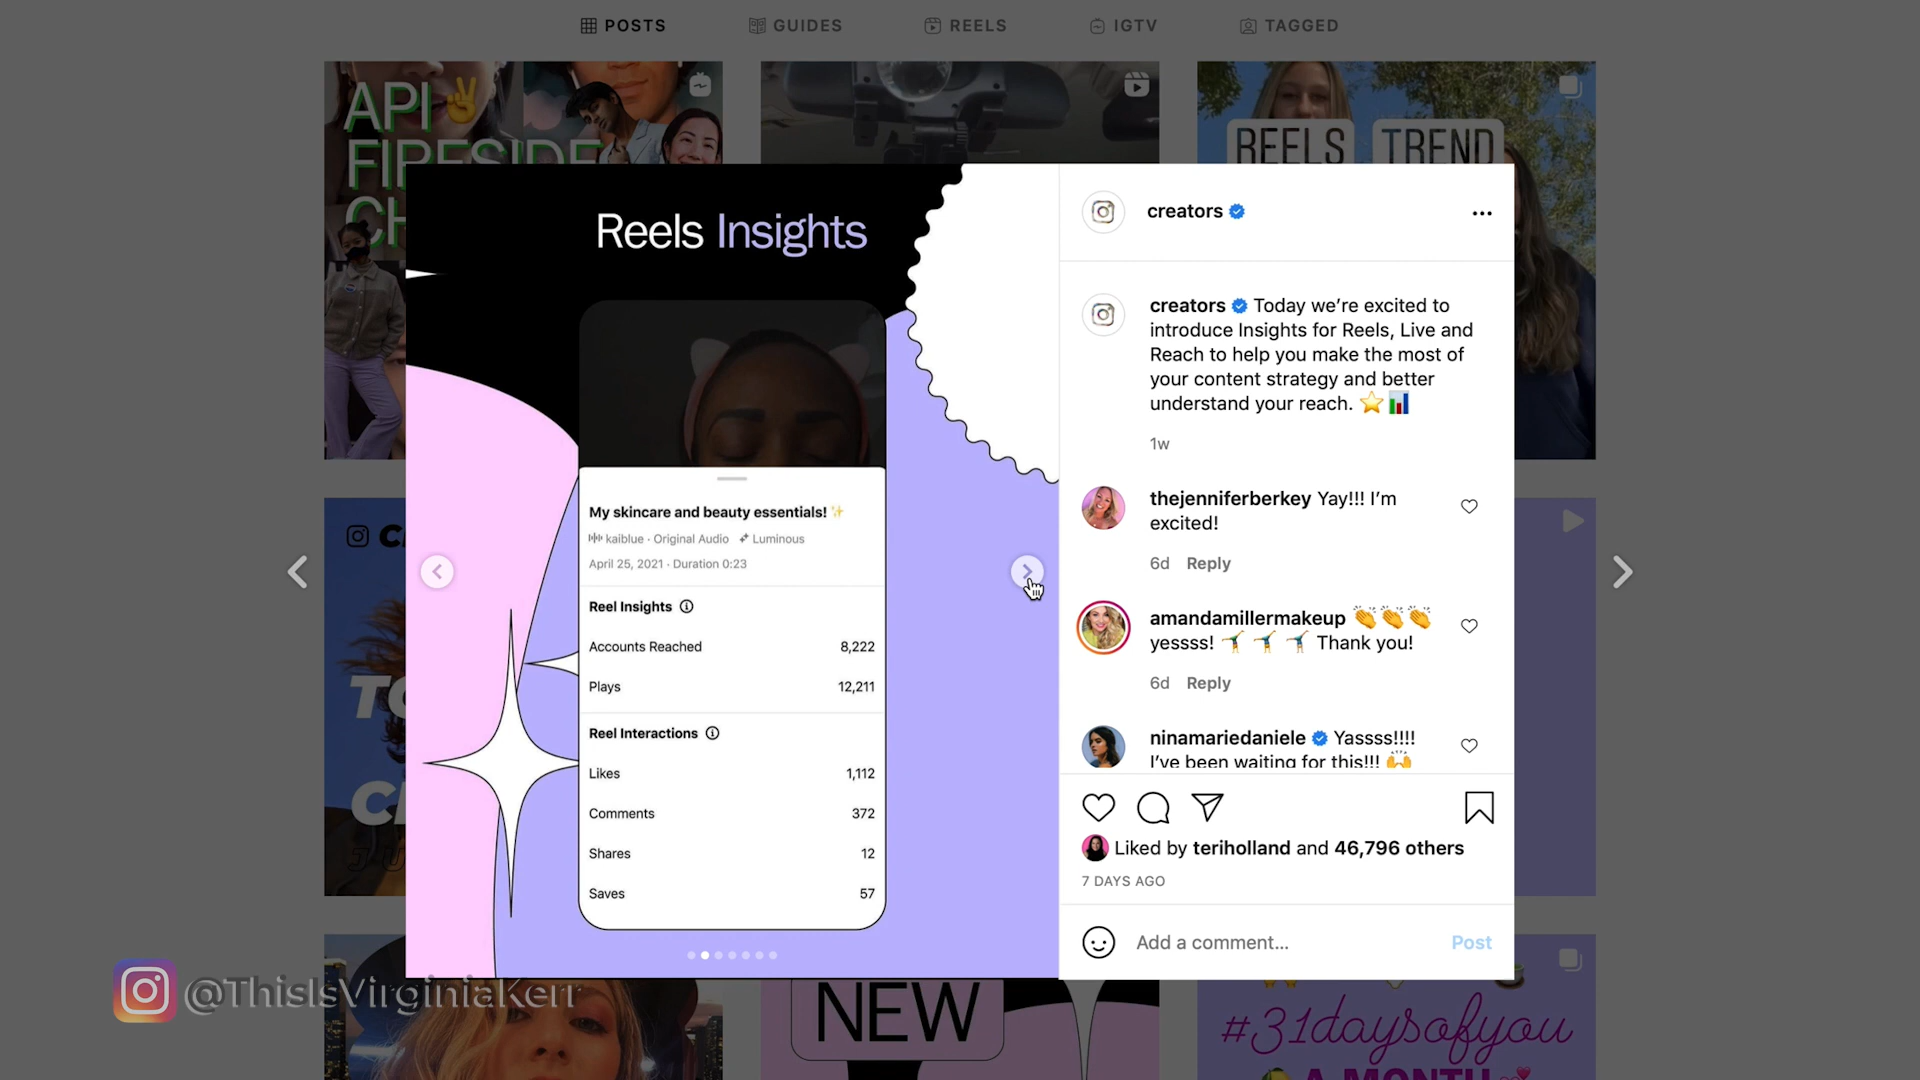 POSTS GUIDES REELS IGTV TAGGED
API✌
FIRESIDE
CH
REELS TREND
Reels Insights
My skincare and beauty essentials! ✨
kaiblue · Original Audio Luminous
April 25, 2021 · Duration 0:23
Reel Insights
Accounts Reached 8,222
Plays 12,211
Reel Interactions
Likes 1,112
Comments 372
Shares 12
Saves 57
creators
creators Today we're excited to
introduce Insights for Reels, Live and
Reach to help you make the most of
your content strategy and better
understand your reach. ⭐📊
1w
thejenniferberkey Yay!!! I'm
excited!
6d Reply
amandamillermakeup 👏👏👏
yessss! 🤸🤸🤸 Thank you!
6d Reply
ninamariedaniele Yassss!!!!
I've been waiting for this!!! 🙌
Liked by teriholland and 46,796 others
7 DAYS AGO
Add a comment... Post
@ThisIsVirginiaKerr
NEW
#31daysofyou
A MONTH